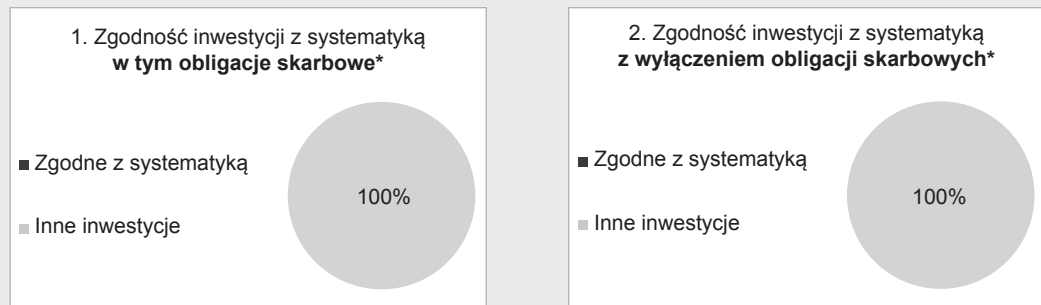 1. Zgodność inwestycji z systematyką
w tym obligacje skarbowe*
Zgodne z systematyką
Inne inwestycje
100%
2. Zgodność inwestycji z systematyką
z wyłączeniem obligacji skarbowych*
Zgodne z systematyką
Inne inwestycje
100%